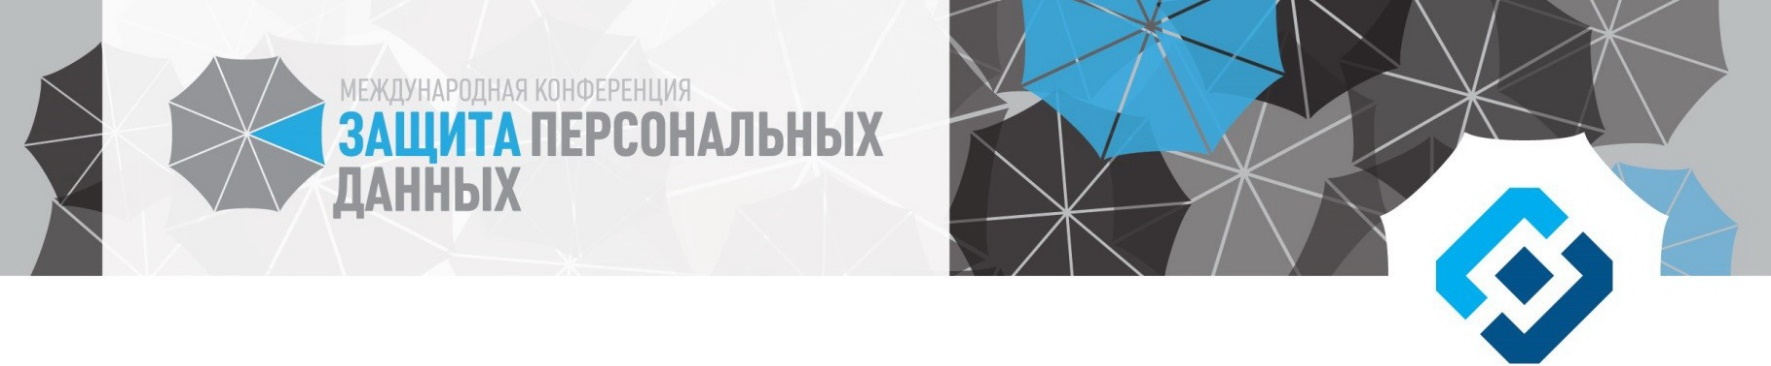 МЕЖДУНАРОДНАЯ КОНФЕРЕНЦИЯ
ЗАЩИТА ПЕРСОНАЛЬНЫХ
ДАННЫХ